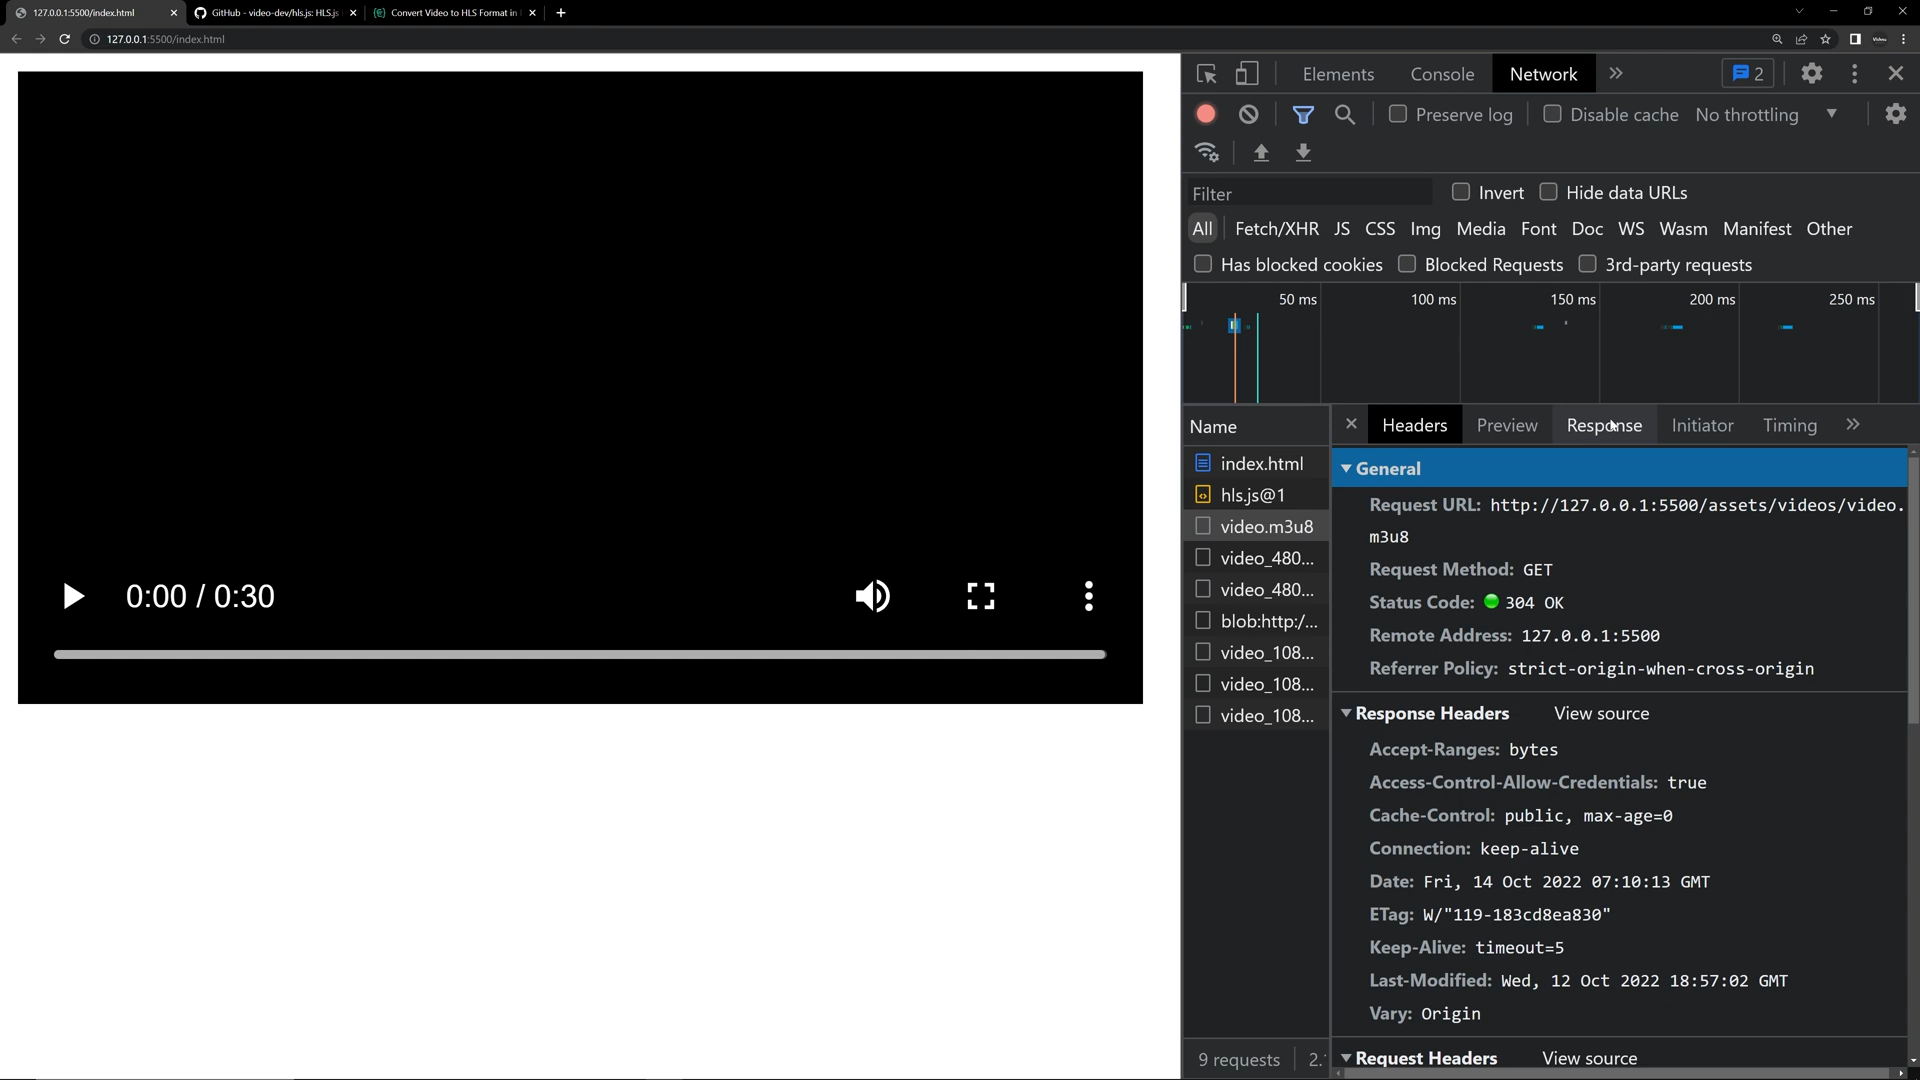 127.0.0.1:5500/index.html
GitHub - video-dev/hls.js: HLS.js
Convert Video to HLS Format in
127.0.0.1:5500/index.html
Elements Console Network 2
Preserve log Disable cache No throttling
Filter Invert Hide data URLs
All Fetch/XHR JS CSS Img Media Font Doc WS Wasm Manifest Other
Has blocked cookies Blocked Requests 3rd-party requests
50 ms 100 ms 150 ms 200 ms 250 ms
Name
index.html
hls.js@1
video.m3u8
video_480...
video_480...
blob:http:/...
video_108...
video_108...
video_108...
9 requests 2.
Headers Preview Response Initiator Timing
General
Request URL: http://127.0.0.1:5500/assets/videos/video.
m3u8
Request Method: GET
Status Code: 304 OK
Remote Address: 127.0.0.1:5500
Referrer Policy: strict-origin-when-cross-origin
Response Headers View source
Accept-Ranges: bytes
Access-Control-Allow-Credentials: true
Cache-Control: public, max-age=0
Connection: keep-alive
Date: Fri, 14 Oct 2022 07:10:13 GMT
ETag: W/"119-183cd8ea830"
Keep-Alive: timeout=5
Last-Modified: Wed, 12 Oct 2022 18:57:02 GMT
Vary: Origin
Request Headers View source
0:00 / 0:30